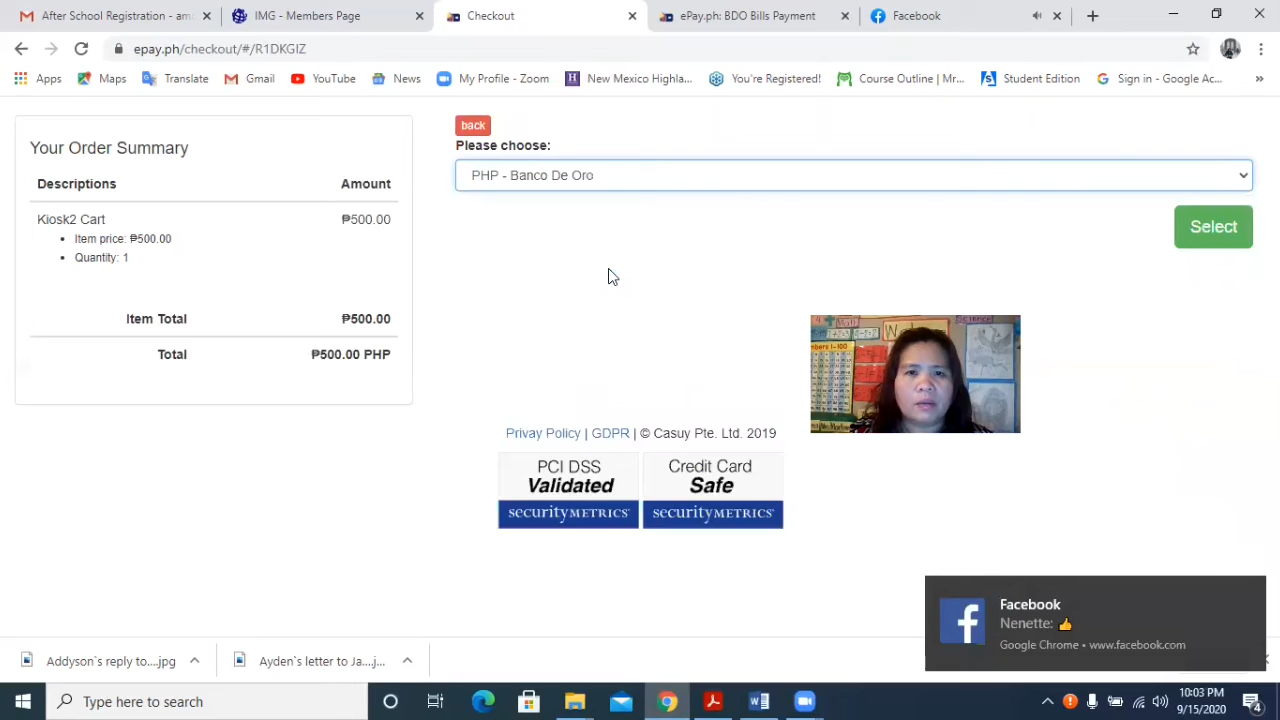 After School Registration - am
IMG - Members Page
Checkout
ePay.ph: BDO Bills Payment
Facebook
epay.ph/checkout/#/R1DKGIZ
Apps
Maps
Translate
Gmail
YouTube
News
My Profile - Zoom
New Mexico Highla...
You're Registered!
Course Outline | Mr...
Student Edition
Sign in - Google Ac...
»
Your Order Summary
Descriptions Amount
Kiosk2 Cart ₱500.00
• Item price: ₱500.00
• Quantity: 1
Item Total ₱500.00
Total ₱500.00 PHP
back
Please choose:
PHP - Banco De Oro
Select
Privay Policy | GDPR | © Casuy Pte. Ltd. 2019
PCI DSS
Validated
securityMETRICS
Credit Card
Safe
securityMETRICS
Facebook
Nenette: 👍
Google Chrome • www.facebook.com
Addyson`s reply to....jpg
Ayden's letter to Ja....jpg
Type here to search
10:03 PM
9/15/2020
4